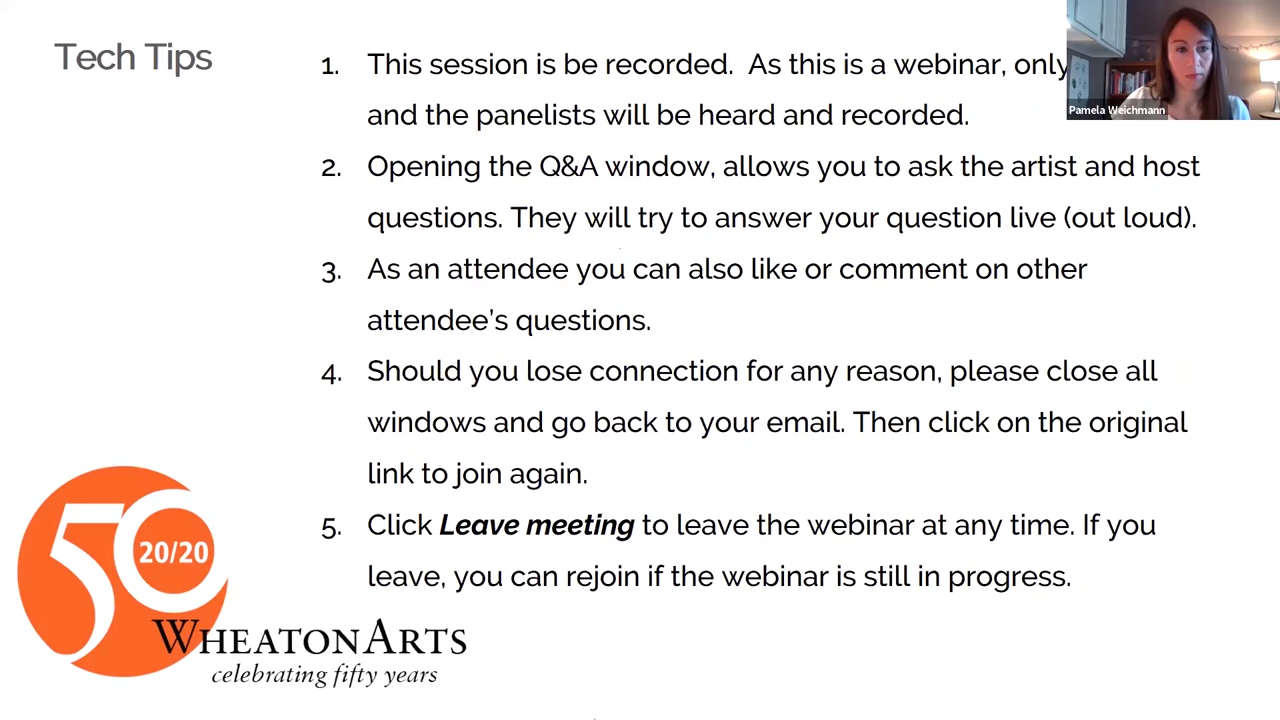 Tech Tips
1. This session is be recorded. As this is a webinar, only
and the panelists will be heard and recorded.
2. Opening the Q&A window, allows you to ask the artist and host
questions. They will try to answer your question live (out loud).
3. As an attendee you can also like or comment on other
attendee's questions.
4. Should you lose connection for any reason, please close all
windows and go back to your email. Then click on the original
link to join again.
5. Click Leave meeting to leave the webinar at any time. If you
leave, you can rejoin if the webinar is still in progress.
Pamela Weichmann
50
20/20
WHEATONARTS
celebrating fifty years